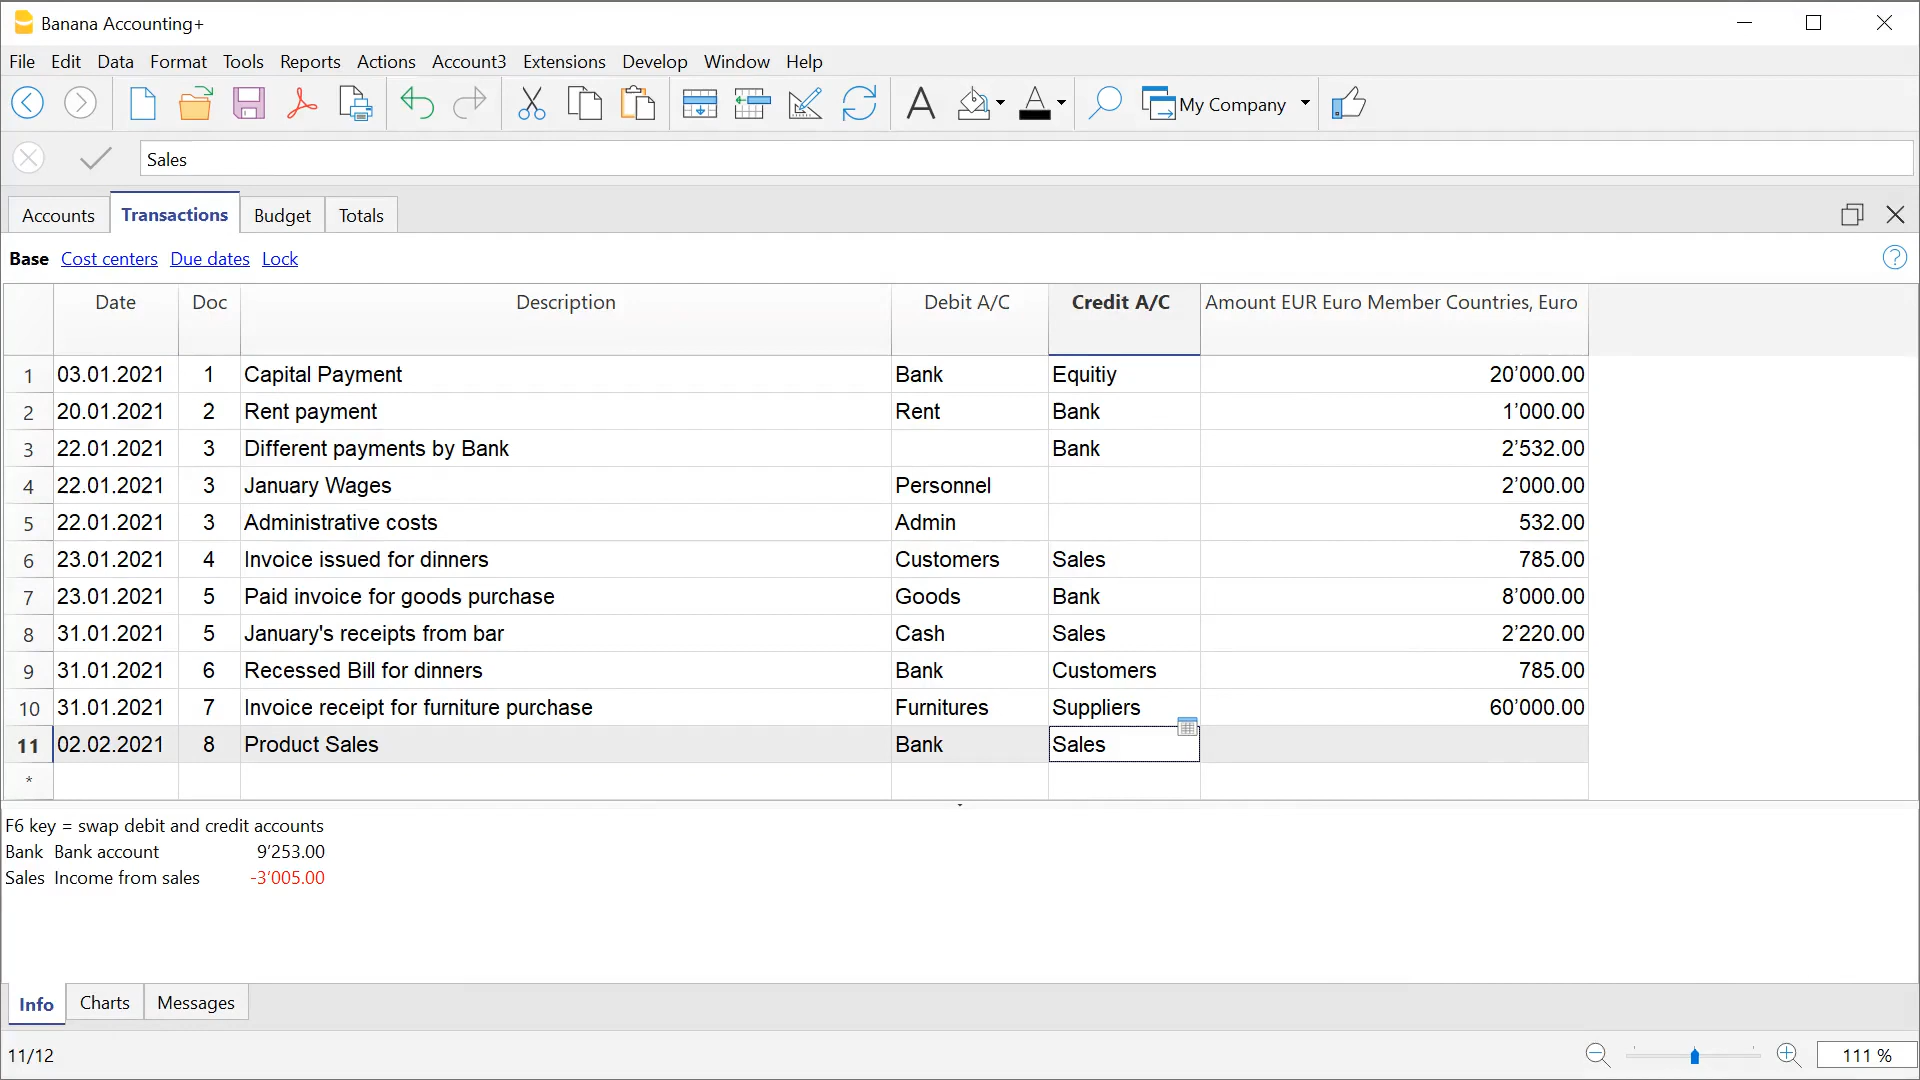 Banana Accounting+
File Edit Data Format Tools Reports Actions Account3 Extensions Develop Window Help
My Company
Sales
Accounts Transactions Budget Totals
Base Cost centers Due dates Lock
Date Doc Description Debit A/C Credit A/C Amount EUR Euro Member Countries, Euro
1 03.01.2021 1 Capital Payment Bank Equitiy 20’000.00
2 20.01.2021 2 Rent payment Rent Bank 1’000.00
3 22.01.2021 3 Different payments by Bank Bank 2’532.00
4 22.01.2021 3 January Wages Personnel 2’000.00
5 22.01.2021 3 Administrative costs Admin 532.00
6 23.01.2021 4 Invoice issued for dinners Customers Sales 785.00
7 23.01.2021 5 Paid invoice for goods purchase Goods Bank 8’000.00
8 31.01.2021 5 January's receipts from bar Cash Sales 2’220.00
9 31.01.2021 6 Recessed Bill for dinners Bank Customers 785.00
10 31.01.2021 7 Invoice receipt for furniture purchase Furnitures Suppliers 60’000.00
11 02.02.2021 8 Product Sales Bank Sales
*
F6 key = swap debit and credit accounts
Bank Bank account 9’253.00
Sales Income from sales -3’005.00
Info Charts Messages
11/12 111 %